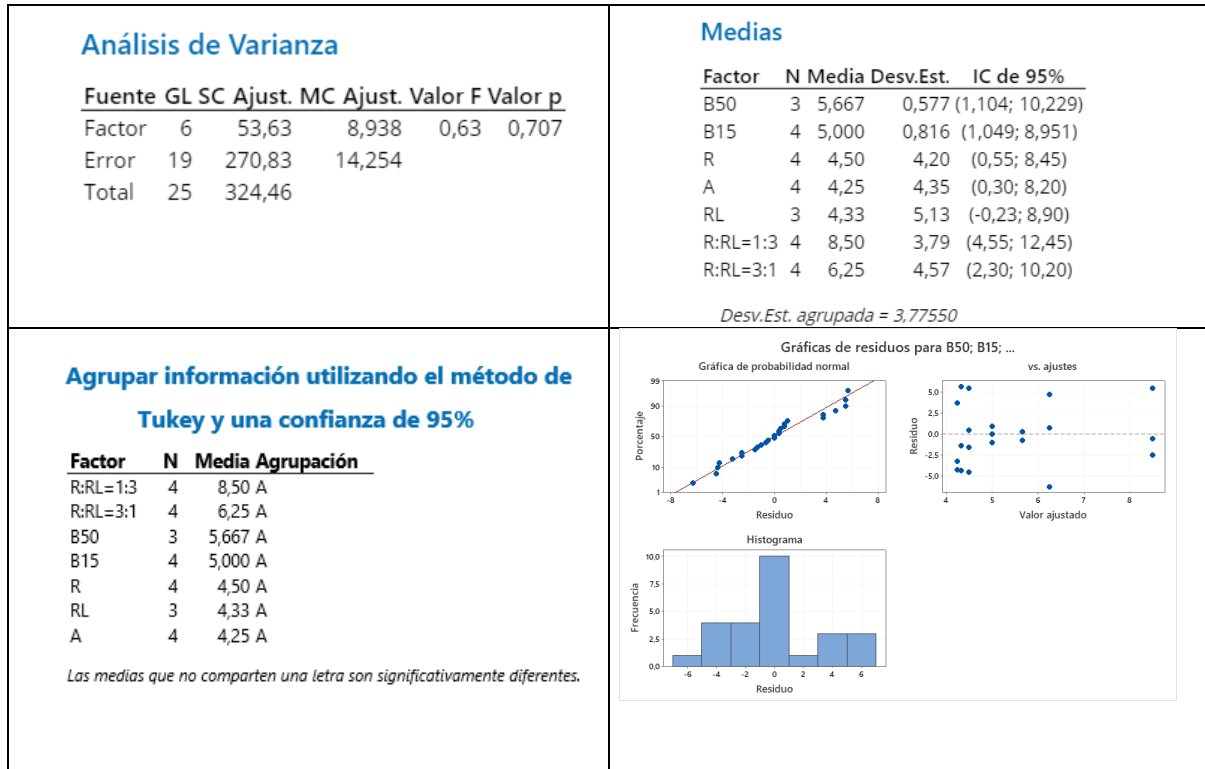 Análisis de Varianza
Fuente GL SC Ajust. MC Ajust. Valor F Valor p
Factor 6 53,63 8,938 0,63 0,707
Error 19 270,83 14,254
Total 25 324,46
Medias
Factor N Media Desv.Est. IC de 95%
B50 3 5,667 0,577 (1,104; 10,229)
B15 4 5,000 0,816 (1,049; 8,951)
R 4 4,50 4,20 (0,55; 8,45)
A 4 4,25 4,35 (0,30; 8,20)
RL 3 4,33 5,13 (-0,23; 8,90)
R:RL=1:3 4 8,50 3,79 (4,55; 12,45)
R:RL=3:1 4 6,25 4,57 (2,30; 10,20)
Desv.Est. agrupada = 3,77550
Agrupar información utilizando el método de
Tukey y una confianza de 95%
Factor N Media Agrupación
R:RL=1:3 4 8,50 A
R:RL=3:1 4 6,25 A
B50 3 5,667 A
B15 4 5,000 A
R 4 4,50 A
RL 3 4,33 A
A 4 4,25 A
Las medias que no comparten una letra son significativamente diferentes.
Gráficas de residuos para B50; B15; ...
Gráfica de probabilidad normal
Porcentaje
99
90
50
10
1
-8 -4 0 4 8
Residuo
vs. ajustes
Residuo
5,0
2,5
0,0
-2,5
-5,0
4 5 6 7 8
Valor ajustado
Histograma
Frecuencia
10,0
7,5
5,0
2,5
0,0
-6 -4 -2 0 2 4 6
Residuo